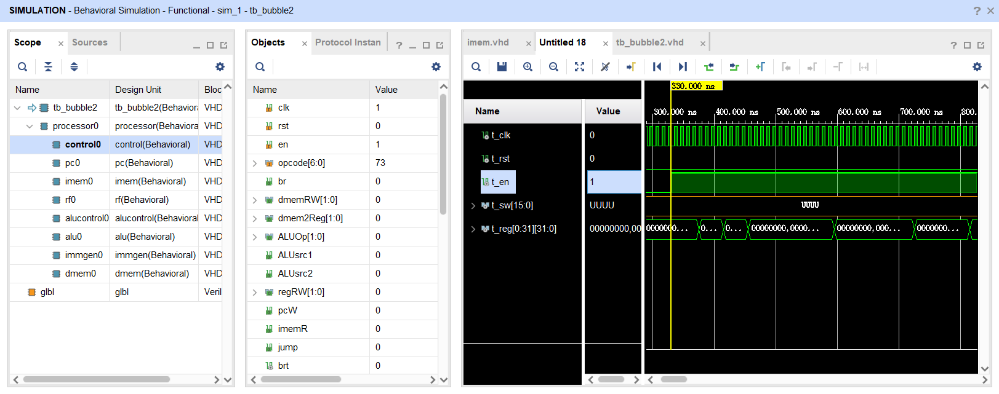 SIMULATION - Behavioral Simulation - Functional - sim_1 - tb_bubble2
? ×
Scope × Sources
Name Design Unit Bloc
tb_bubble2 tb_bubble2(Behavior VHD
processor0 processor(Behaviora VHD
control0 control(Behavioral) VHD
pc0 pc(Behavioral) VHD
imem0 imem(Behavioral) VHD
rf0 rf(Behavioral) VHD
alucontrol0 alucontrol(Behavioral VHD
alu0 alu(Behavioral) VHD
immgen0 immgen(Behavioral) VHD
dmem0 dmem(Behavioral) VHD
glbl glbl Veril
Objects × Protocol Instan ?
Name Value
clk 1
rst 0
en 1
opcode[6:0] 73
br 0
dmemRW[1:0] 0
dmem2Reg[1:0] 0
ALUOp[1:0] 0
ALUsrc1 0
ALUsrc2 0
regRW[1:0] 0
pcW 0
imemR 0
jump 0
brt 0
imem.vhd × Untitled 18 × tb_bubble2.vhd × ?
330.000 ns
Name Value
300.000 ns 400.000 ns 500.000 ns 600.000 ns 700.000 ns 800.
t_clk 0
t_rst 0
t_en 1
t_sw[15:0] UUUU UUUU
t_reg[0:31][31:0] 00000000,00 0000000... 0... 0... 00000000,0000... 00000000,000... 0000000...